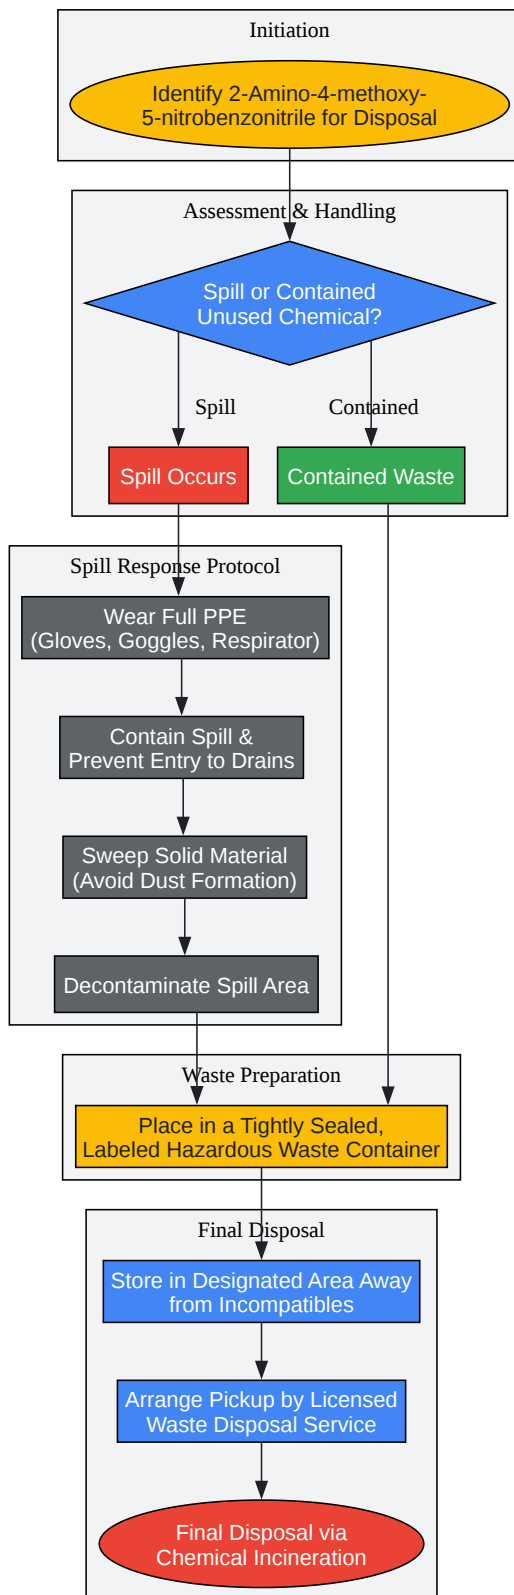 Initiation
Identify 2-Amino-4-methoxy-
5-nitrobenzonitrile for Disposal
Assessment & Handling
Spill or Contained
Unused Chemical?
Spill
Contained
Spill Occurs
Contained Waste
Spill Response Protocol
Wear Full PPE
(Gloves, Goggles, Respirator)
Contain Spill &
Prevent Entry to Drains
Sweep Solid Material
(Avoid Dust Formation)
Decontaminate Spill Area
Waste Preparation
Place in a Tightly Sealed,
Labeled Hazardous Waste Container
Final Disposal
Store in Designated Area Away
from Incompatibles
Arrange Pickup by Licensed
Waste Disposal Service
Final Disposal via
Chemical Incineration